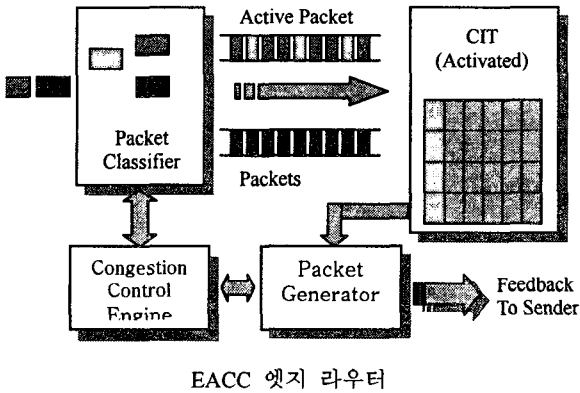 Active Packet
CIT
(Activated)
Packet
Classifier
Packets
Congestion
Control
Engine
Packet
Generator
Feedback
To Sender
EACC 엣지 라우터